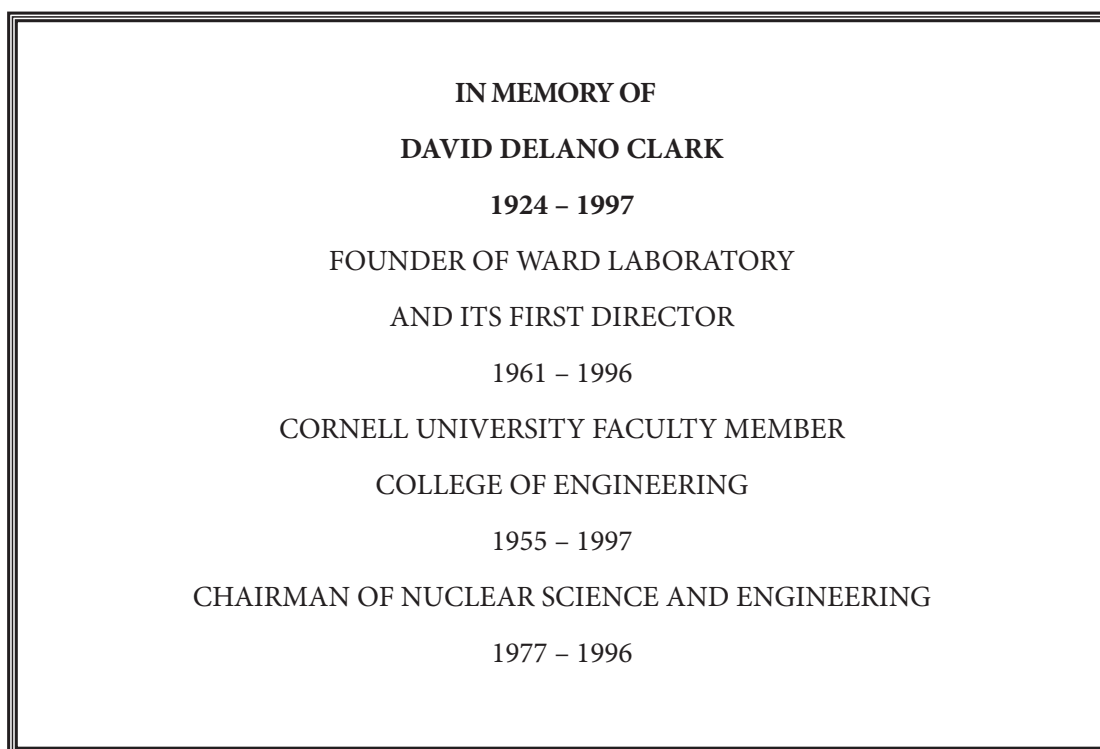 IN MEMORY OF
DAVID DELANO CLARK
1924 – 1997
FOUNDER OF WARD LABORATORY
AND ITS FIRST DIRECTOR
1961 – 1996
CORNELL UNIVERSITY FACULTY MEMBER
COLLEGE OF ENGINEERING
1955 – 1997
CHAIRMAN OF NUCLEAR SCIENCE AND ENGINEERING
1977 – 1996